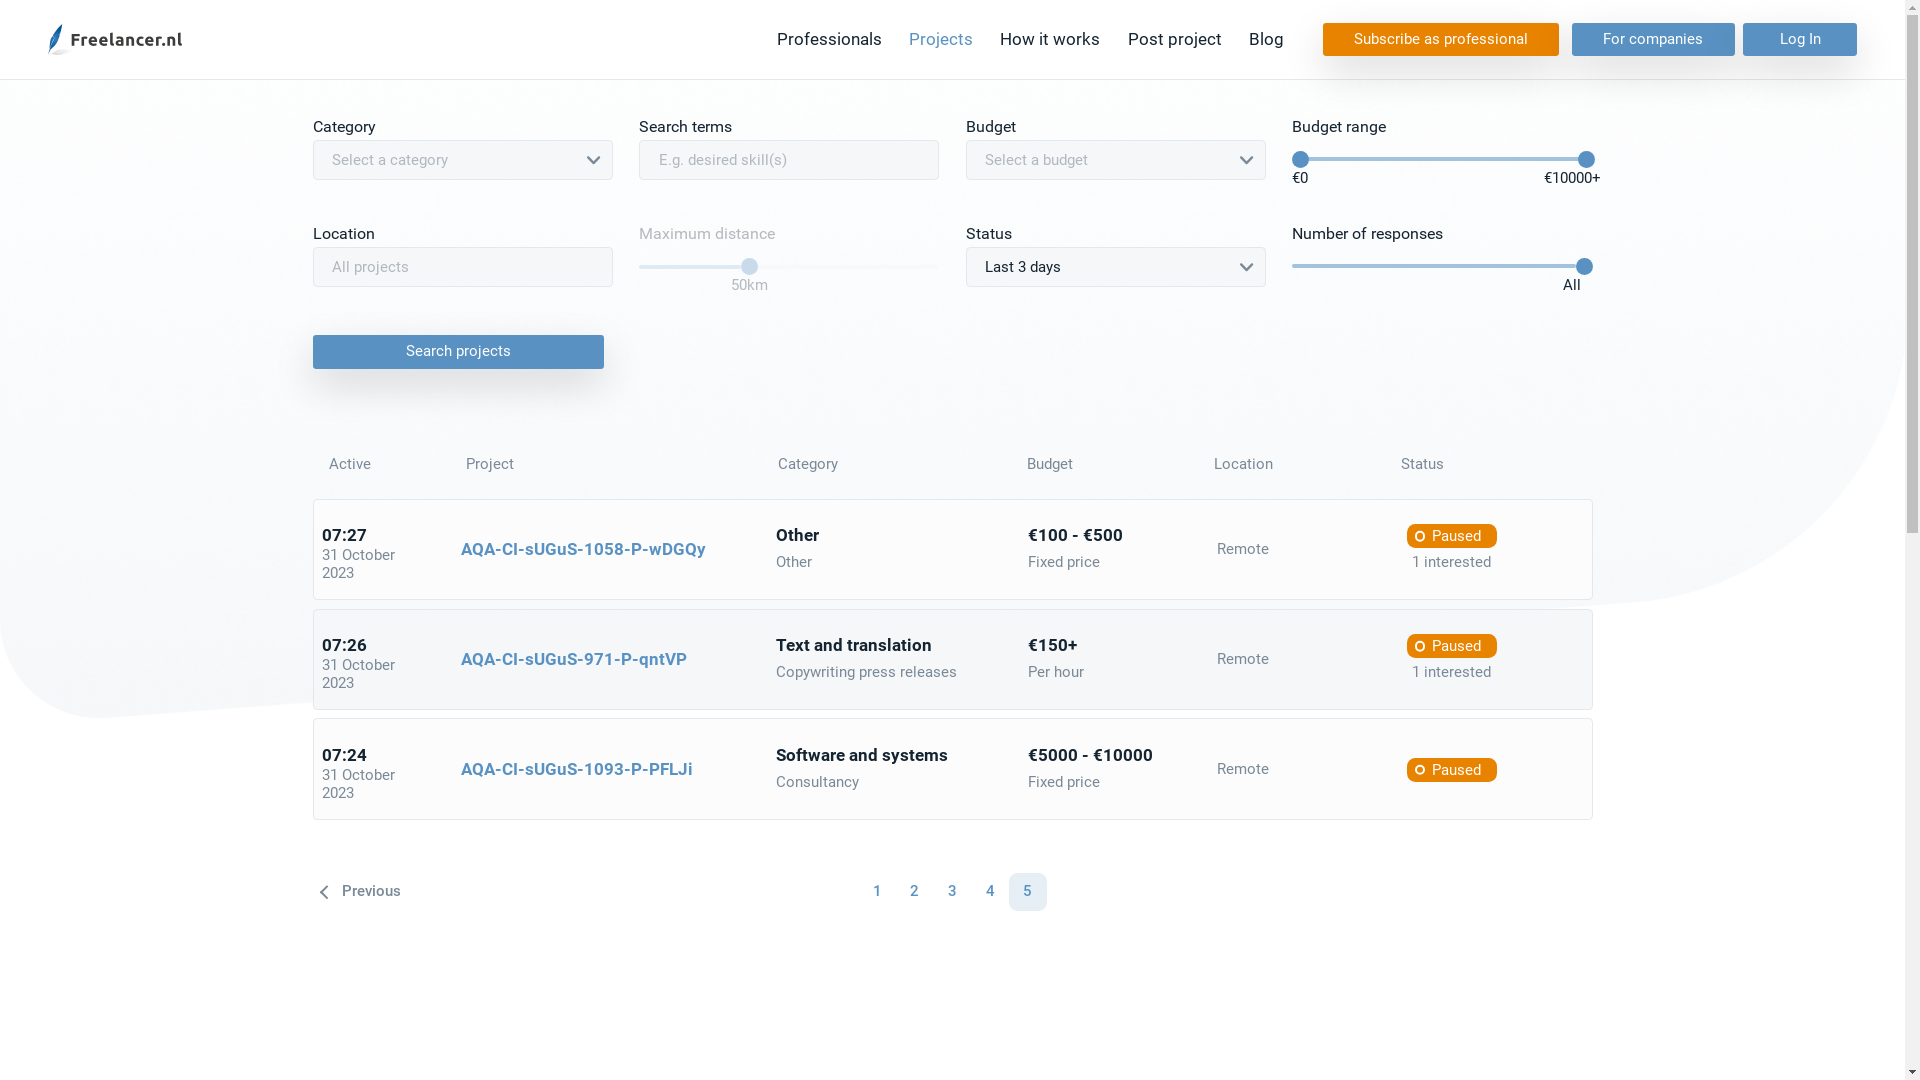 Freelancer.nl
Professionals Projects How it works Post project Blog Subscribe as professional For companies Log In
Category Search terms Budget Budget range
Select a category E.g. desired skill(s) Select a budget
€0 €10000+
Location Maximum distance Status Number of responses
All projects Last 3 days
50km All
Search projects
Active Project Category Budget Location Status
07:27
31 October
2023
AQA-CI-sUGuS-1058-P-wDGQy
Other
Other
€100 - €500
Fixed price
Remote
Paused
1 interested
07:26
31 October
2023
AQA-CI-sUGuS-971-P-qntVP
Text and translation
Copywriting press releases
€150+
Per hour
Remote
Paused
1 interested
07:24
31 October
2023
AQA-CI-sUGuS-1093-P-PFLJi
Software and systems
Consultancy
€5000 - €10000
Fixed price
Remote
Paused
Previous 1 2 3 4 5